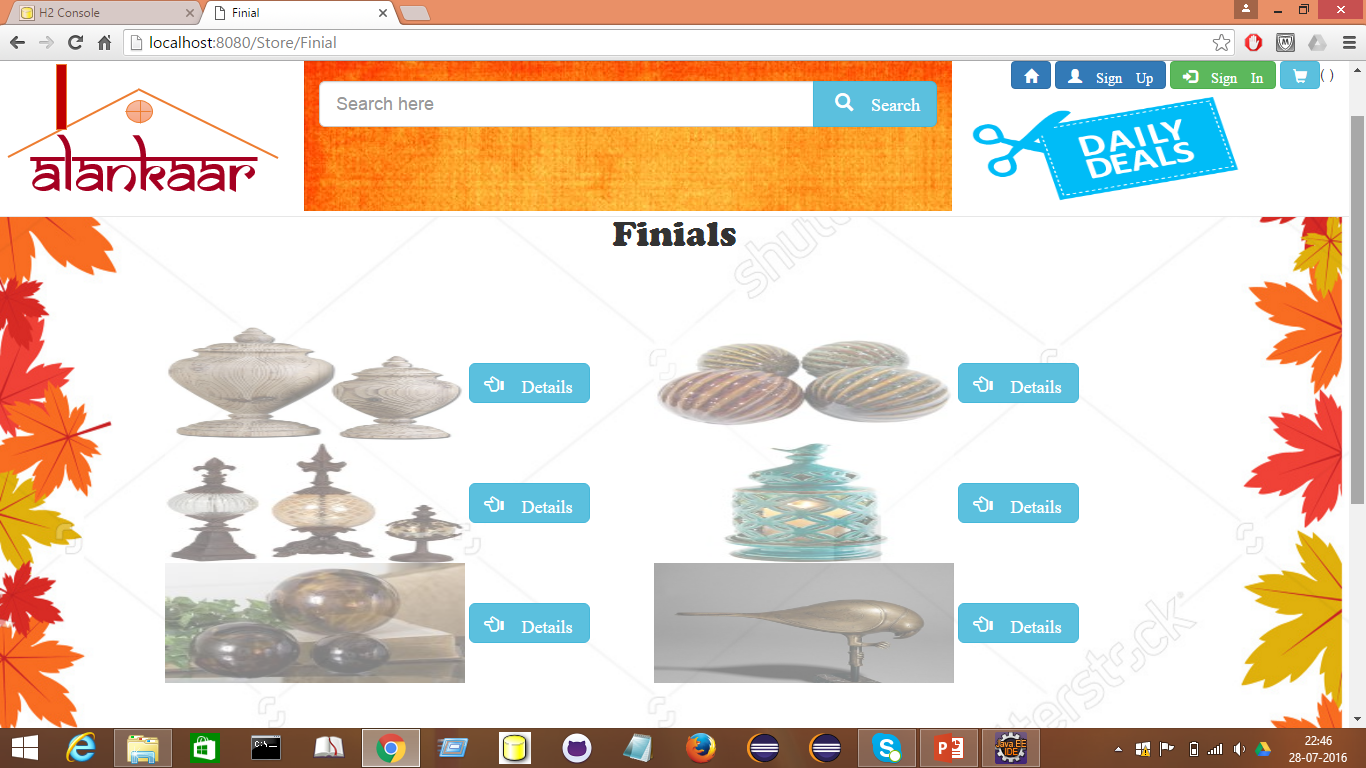 H2 Console
Finial
localhost:8080/Store/Finial
Search here
Search
Sign Up
Sign In
( )
alankaar
DAILY
DEALS
Finials
Details
Details
Details
Details
Details
Details
C:\_
Java EE
IDE
22:46
28-07-2016